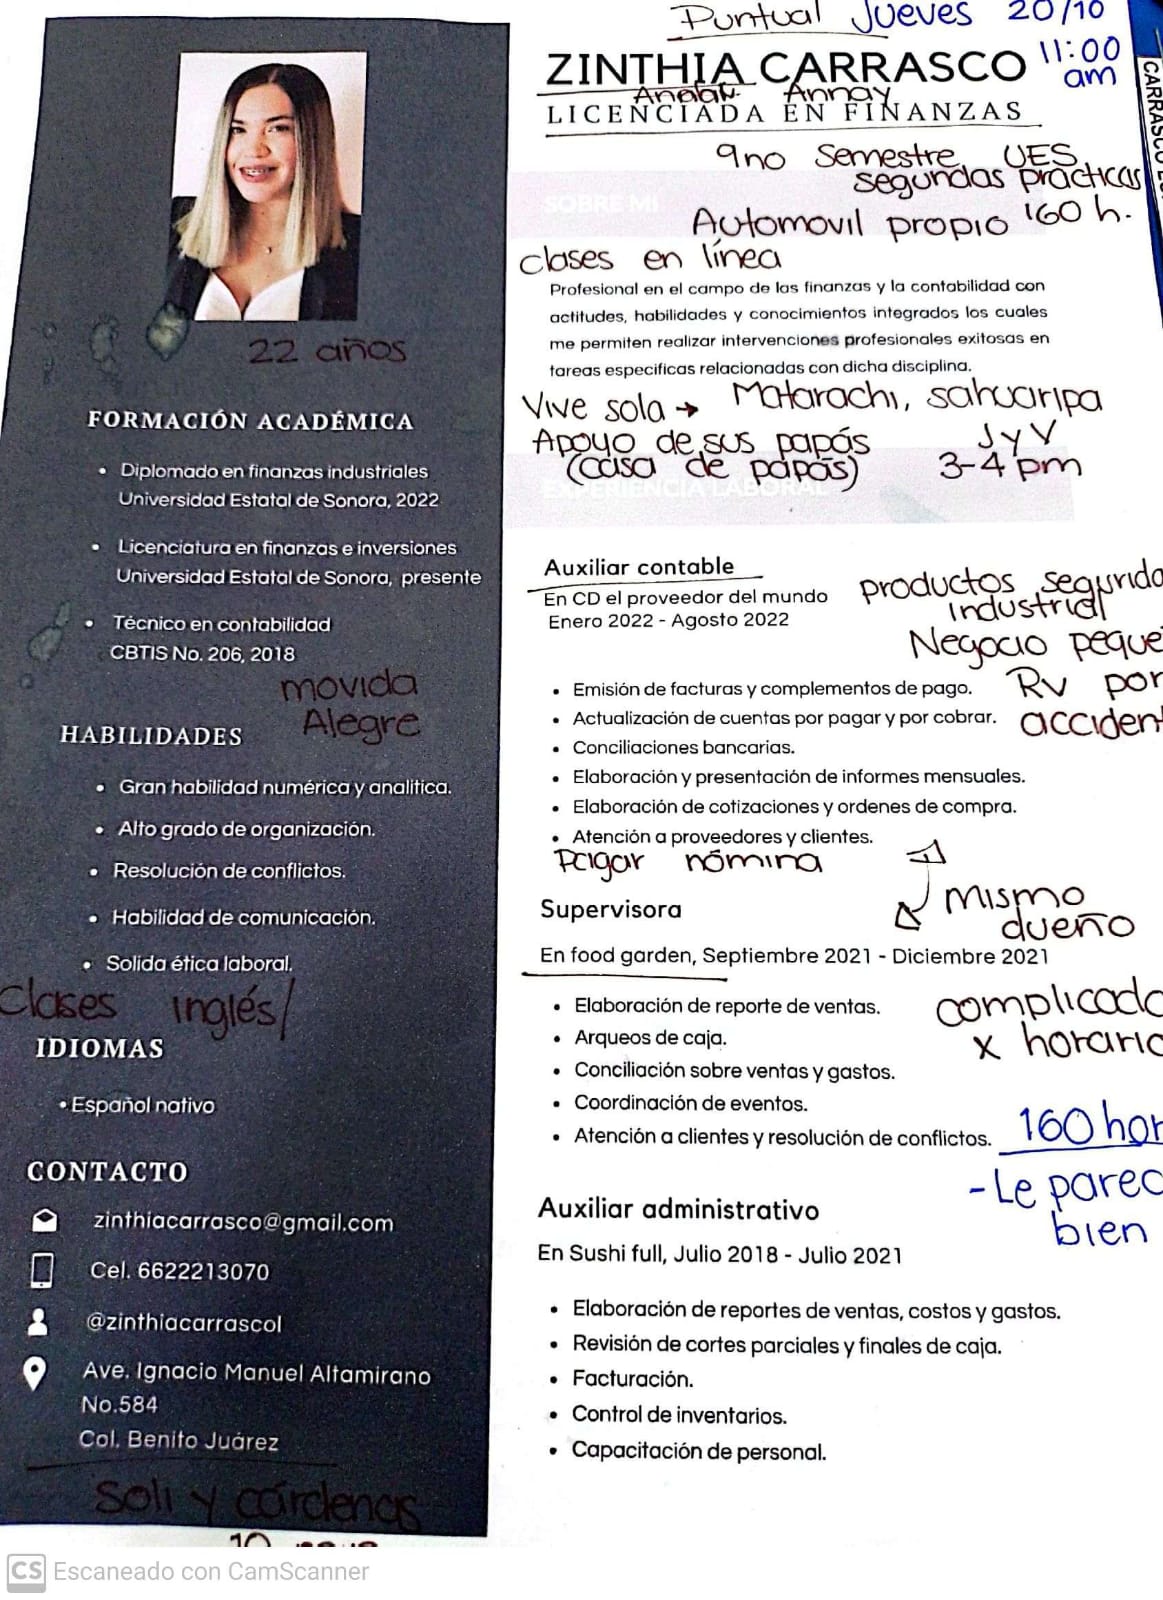 Puntual Jueves 20/10
11:00
am
ZINTHIA CARRASCO
Annay
LICENCIADA EN FINANZAS
9no Semestre UES
segundas prácticas
160 h.
Automovil propio
clases en línea
SOBRE MI
Profesional en el campo de las finanzas y la contabilidad con
actitudes, habilidades y conocimientos integrados los cuales
me permiten realizar intervenciones profesionales exitosas en
tareas especificas relacionadas con dicha disciplina.
Vive sola → Matarachi, sahuaripa
Apoyo de sus papás
(casa de papás)
J y V
3-4 pm
EXPERIENCIA LABORAL
Auxiliar contable
En CD el proveedor del mundo
Enero 2022 - Agosto 2022
productos segurida
industrial
Negocio peque
Rv por
accident
• Emisión de facturas y complementos de pago.
• Actualización de cuentas por pagar y por cobrar.
• Conciliaciones bancarias.
• Elaboración y presentación de informes mensuales.
• Elaboración de cotizaciones y ordenes de compra.
• Atención a proveedores y clientes.
Pagar nómina
Mismo
dueño
Supervisora
En food garden, Septiembre 2021 - Diciembre 2021
• Elaboración de reporte de ventas.
• Arqueos de caja.
• Conciliación sobre ventas y gastos.
• Coordinación de eventos.
• Atención a clientes y resolución de conflictos.
complicado
x horario
160 hor
- Le parec
bien
Auxiliar administrativo
En Sushi full, Julio 2018 - Julio 2021
• Elaboración de reportes de ventas, costos y gastos.
• Revisión de cortes parciales y finales de caja.
• Facturación.
• Control de inventarios.
• Capacitación de personal.
22 años
FORMACIÓN ACADÉMICA
• Diplomado en finanzas industriales
Universidad Estatal de Sonora, 2022
• Licenciatura en finanzas e inversiones
Universidad Estatal de Sonora, presente
• Técnico en contabilidad
CBTIS No. 206, 2018
movida
Alegre
HABILIDADES
• Gran habilidad numérica y analitica.
• Alto grado de organización.
• Resolución de conflictos.
• Habilidad de comunicación.
• Solida ética laboral.
Clases inglés/
IDIOMAS
• Español nativo
CONTACTO
zinthiacarrasco@gmail.com
Cel. 6622213070
@zinthiacarrascol
Ave. Ignacio Manuel Altamirano
No.584
Col. Benito Juárez
Soli y cárdenas
10
CARRASCO
CS Escaneado con CamScanner